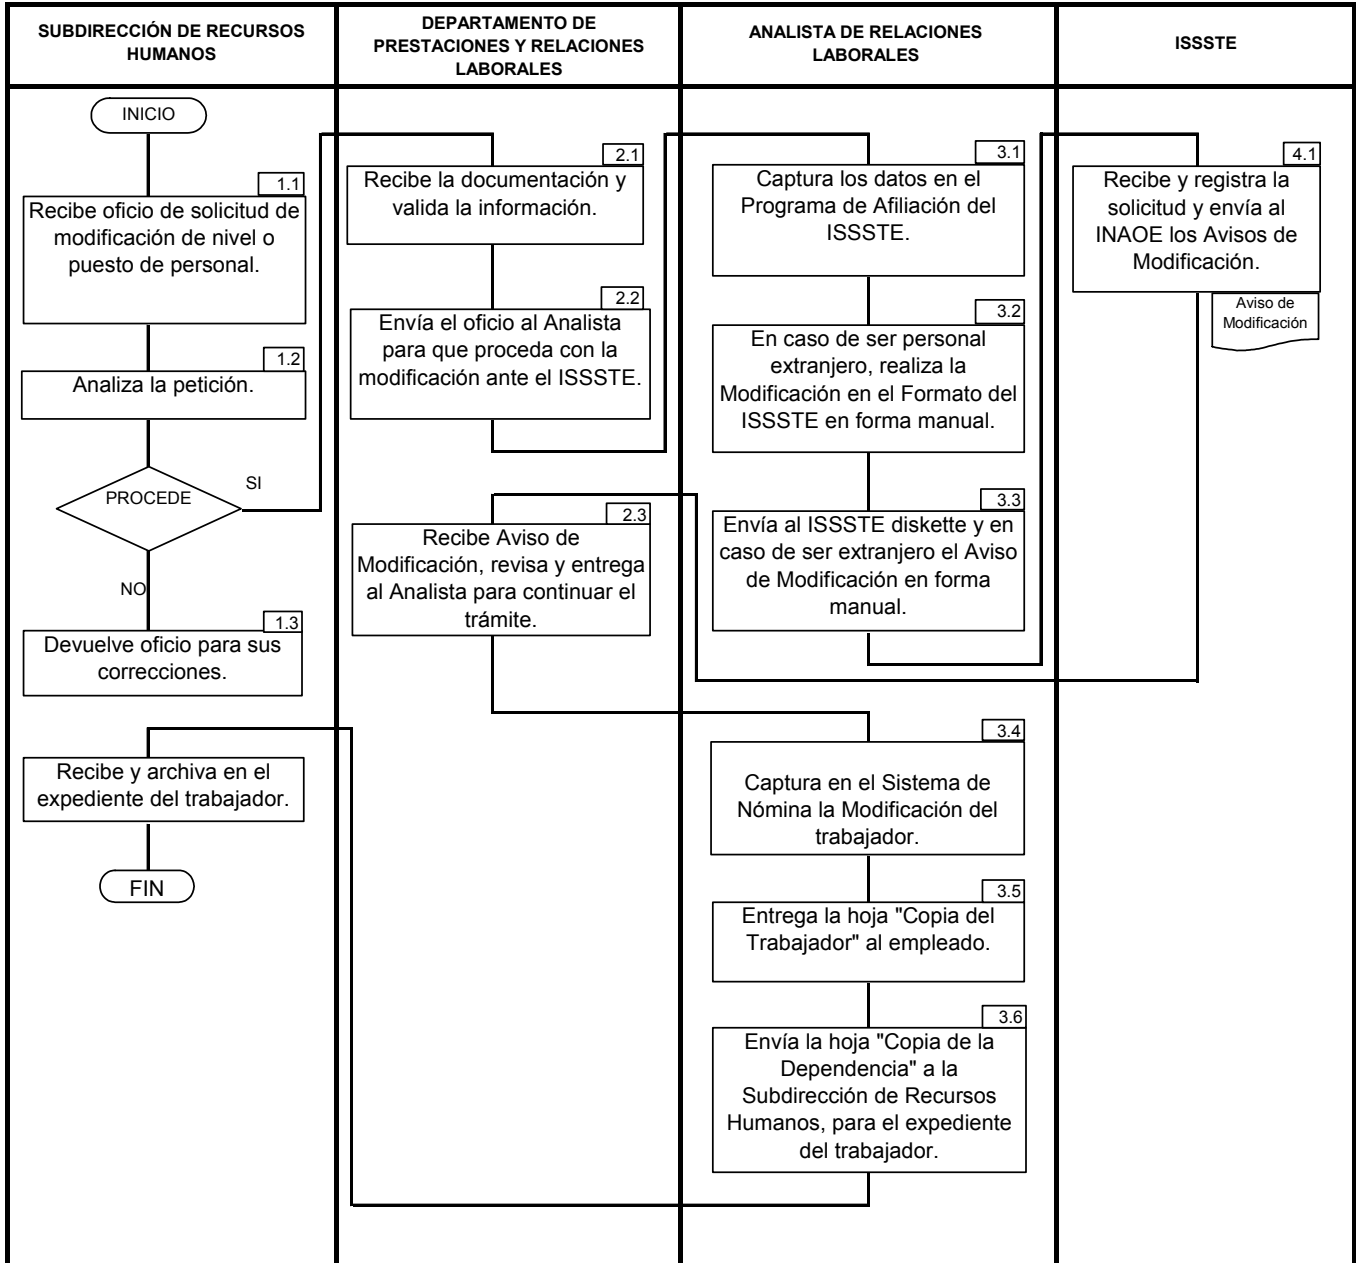 SUBDIRECCIÓN DE RECURSOS
HUMANOS
DEPARTAMENTO DE
PRESTACIONES Y RELACIONES
LABORALES
ANALISTA DE RELACIONES
LABORALES
ISSSTE
INICIO
1.1
Recibe oficio de solicitud de
modificación de nivel o
puesto de personal.
1.2
Analiza la petición.
PROCEDE
SI
NO
1.3
Devuelve oficio para sus
correcciones.
Recibe y archiva en el
expediente del trabajador.
FIN
2.1
Recibe la documentación y
valida la información.
2.2
Envía el oficio al Analista
para que proceda con la
modificación ante el ISSSTE.
2.3
Recibe Aviso de
Modificación, revisa y entrega
al Analista para continuar el
trámite.
3.1
Captura los datos en el
Programa de Afiliación del
ISSSTE.
3.2
En caso de ser personal
extranjero, realiza la
Modificación en el Formato del
ISSSTE en forma manual.
3.3
Envía al ISSSTE diskette y en
caso de ser extranjero el Aviso
de Modificación en forma
manual.
3.4
Captura en el Sistema de
Nómina la Modificación del
trabajador.
3.5
Entrega la hoja "Copia del
Trabajador" al empleado.
3.6
Envía la hoja "Copia de la
Dependencia" a la
Subdirección de Recursos
Humanos, para el expediente
del trabajador.
4.1
Recibe y registra la
solicitud y envía al
INAOE los Avisos de
Modificación.
Aviso de
Modificación